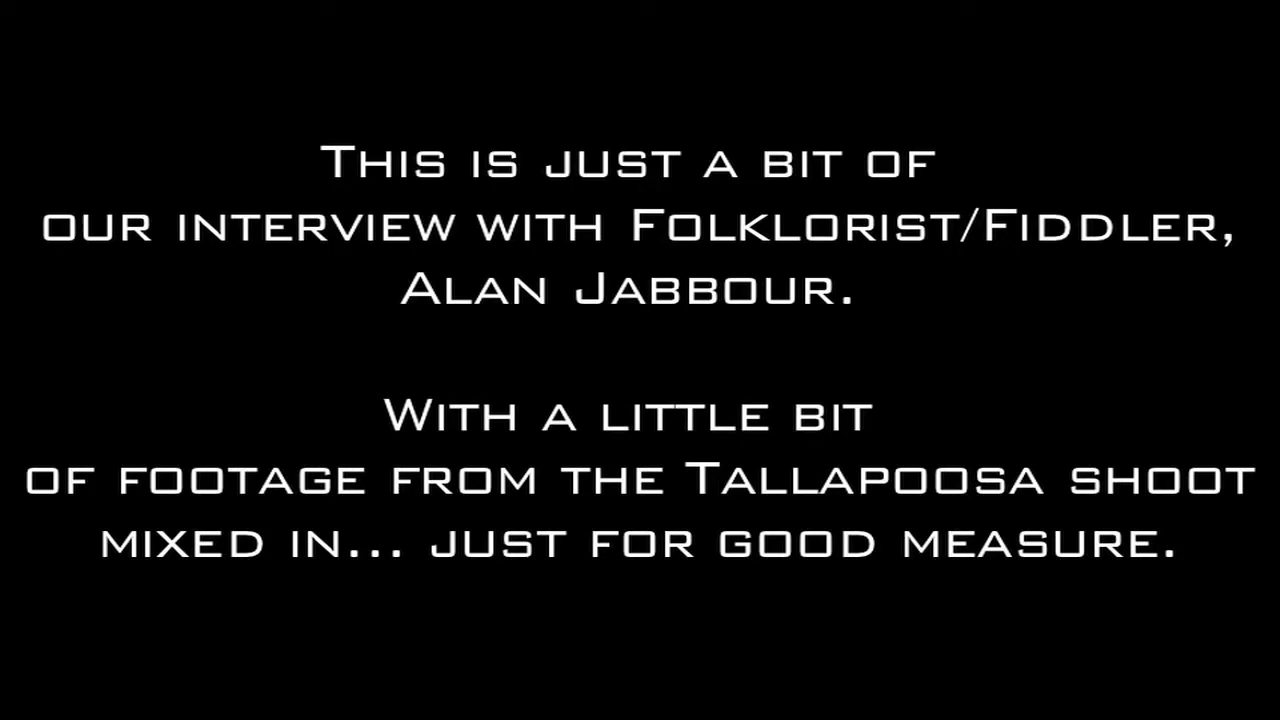 This is just a bit of
our interview with Folklorist/Fiddler,
Alan Jabbour.
With a little bit
of footage from the Tallapoosa shoot
mixed in... just for good measure.